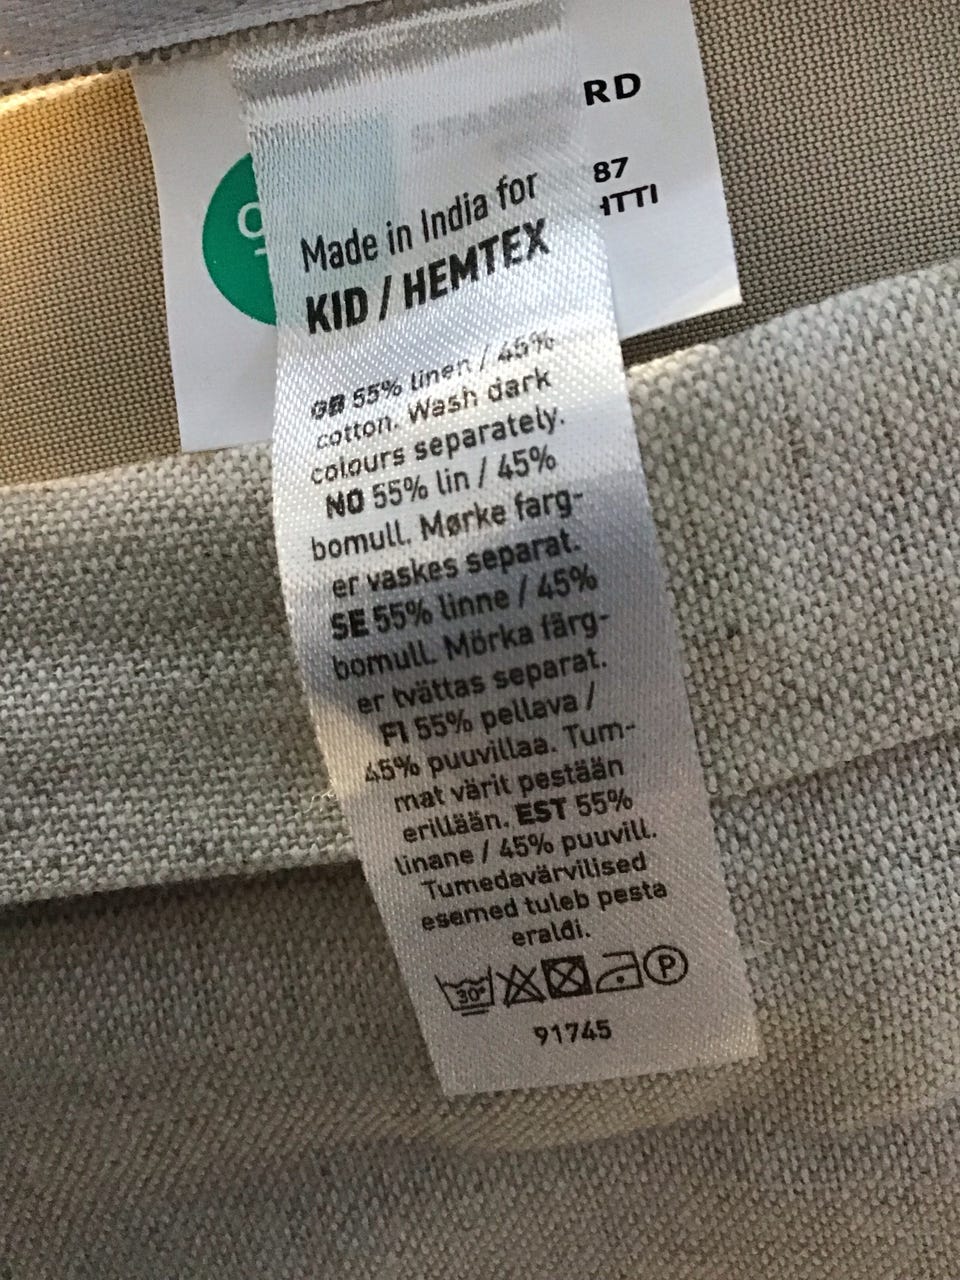 RD
87
Made in India for
KID / HEMTEX
GB 55% linen / 45%
cotton. Wash dark
colours separately.
NO 55% lin / 45%
bomull. Mørke farg-
er vaskes separat.
SE 55% linne / 45%
bomull. Mörka färg-
er tvättas separat.
FI 55% pellava /
45% puuvillaa. Tum-
mat värit pestään
erillään. EST 55%
linane / 45% puuvill.
Tumedavärvilised
esemed tuleb pesta
eraldi.
30° P
91745